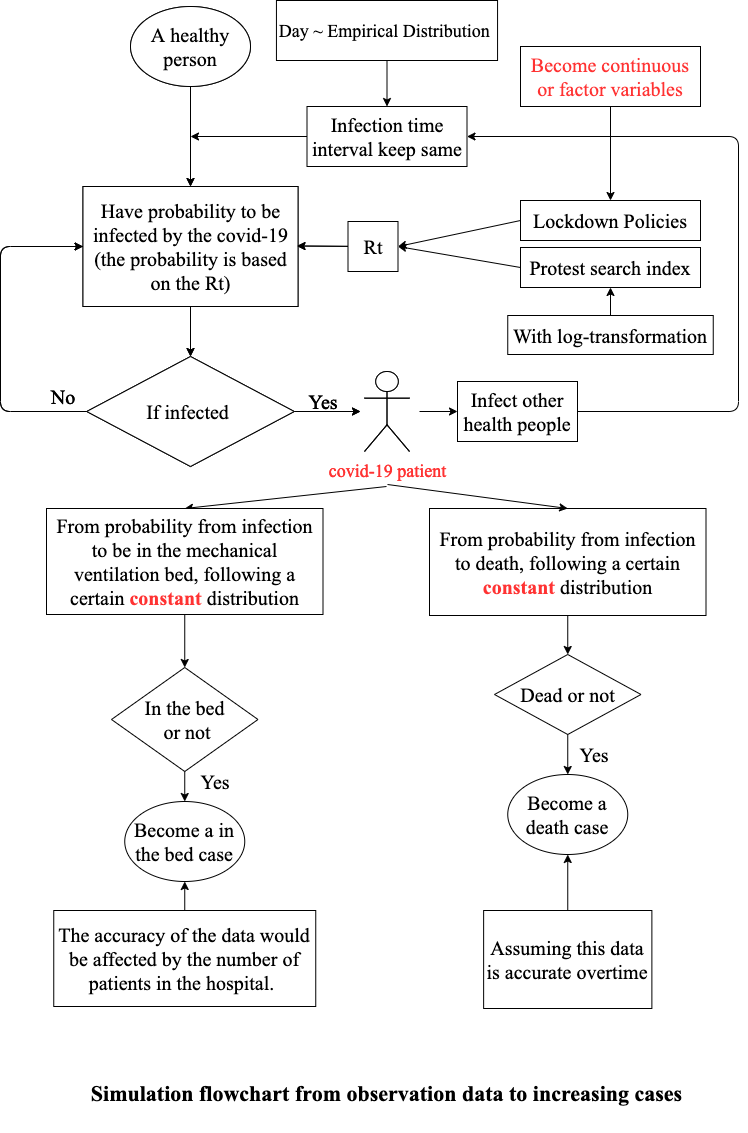 A healthy
person
Day ~ Empirical Distribution
Become continuous
or factor variables
Infection time
interval keep same
Have probability to be
infected by the covid-19
(the probability is based
on the Rt)
Rt
Lockdown Policies
Protest search index
With log-transformation
No
If infected
Yes
Infect other
health people
covid-19 patient
From probability from infection
to be in the mechanical
ventilation bed, following a
certain constant distribution
From probability from infection
to death, following a certain
constant distribution
In the bed
or not
Dead or not
Yes
Yes
Become a in
the bed case
Become a
death case
The accuracy of the data would
be affected by the number of
patients in the hospital.
Assuming this data
is accurate overtime
Simulation flowchart from observation data to increasing cases